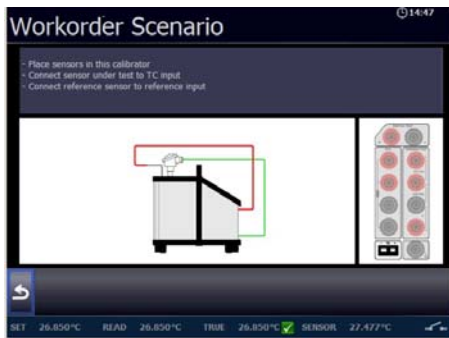 14:47
Workorder Scenario
- Place sensors in this calibrator
- Connect sensor under test to TC input
- Connect reference sensor to reference input
SET 26.850°C READ 26.850°C TRUE 26.850°C SENSOR 27.477°C